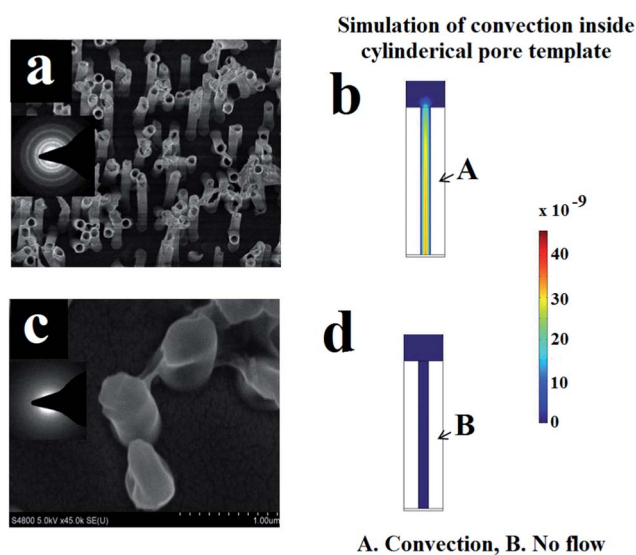 Simulation of convection inside
cylinderical pore template
a
b
A
x 10 -9
40
30
20
10
0
c
d
B
S4800 5.0kV x45.0k SE(U)
1.00um
A. Convection, B. No flow